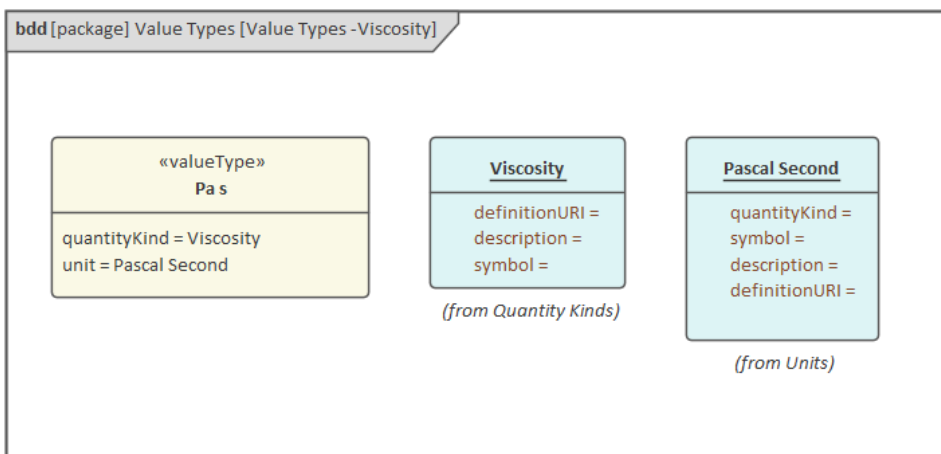 bdd [package] Value Types [Value Types -Viscosity]
«valueType»
Pa s
quantityKind = Viscosity
unit = Pascal Second
Viscosity
definitionURI =
description =
symbol =
(from Quantity Kinds)
Pascal Second
quantityKind =
symbol =
description =
definitionURI =
(from Units)